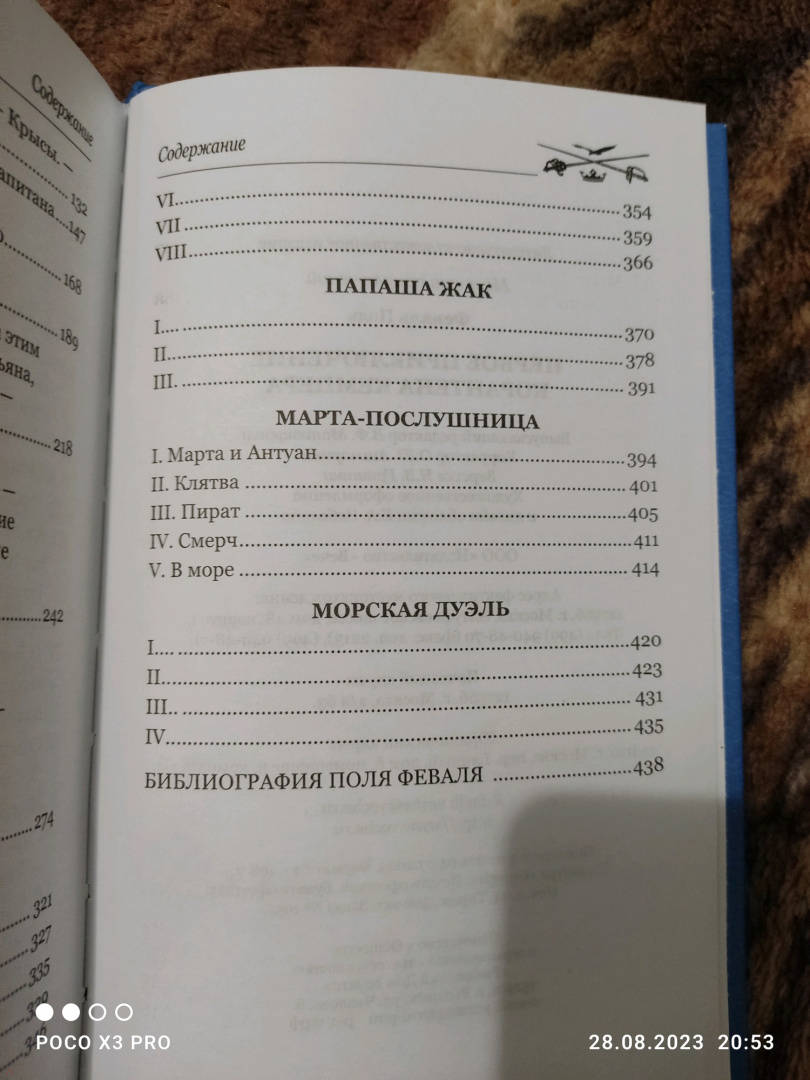 Содержание
Крысы. —
132
апитана
147
168
189
этим
ьяна,
—
218
—
ие
е
242
—
274
321
327
335
339
346
Содержание
VI 354
VII 359
VIII 366
ПАПАША ЖАК
I 370
II 378
III. 391
МАРТА-ПОСЛУШНИЦА
I. Марта и Антуан 394
II. Клятва 401
III. Пират 405
IV. Смерч 411
V. В море 414
МОРСКАЯ ДУЭЛЬ
I 420
II 423
III 431
IV 435
БИБЛИОГРАФИЯ ПОЛЯ ФЕВАЛЯ 438
POCO X3 PRO
28.08.2023 20:53